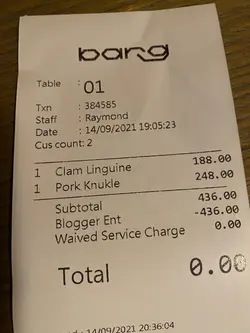 bang
Table : 01
Txn : 384585
Staff : Raymond
Date : 14/09/2021 19:05:23
Cus count: 2
1 Clam Linguine 188.00
1 Pork Knukle 248.00
Subtotal 436.00
Blogger Ent -436.00
Waived Service Charge 0.00
Total 0.00
: 14/09/2021 20:36:04